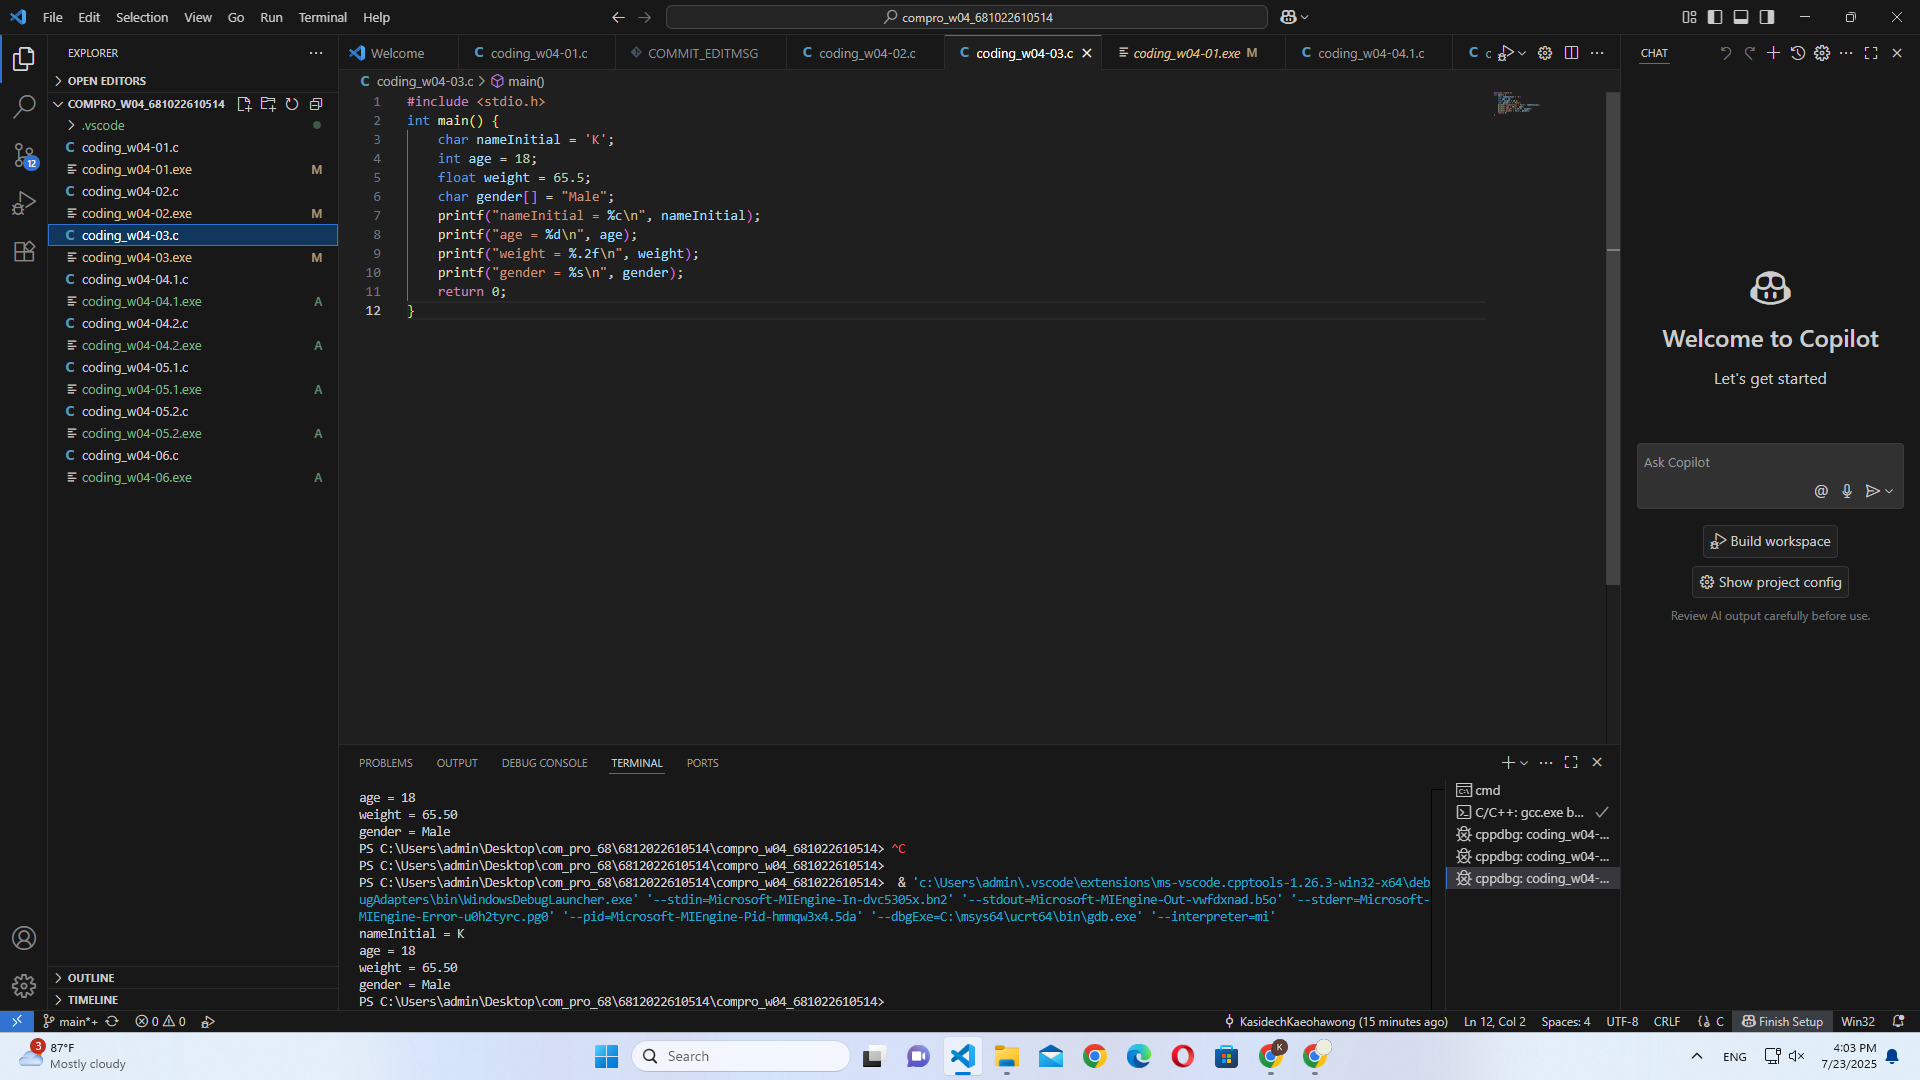 File Edit Selection View Go Run Terminal Help
compro_w04_681022610514
EXPLORER
OPEN EDITORS
COMPRO_W04_681022610514
.vscode
coding_w04-01.c
coding_w04-01.exe M
coding_w04-02.c
coding_w04-02.exe M
coding_w04-03.c
coding_w04-03.exe M
coding_w04-04.1.c
coding_w04-04.1.exe A
coding_w04-04.2.c
coding_w04-04.2.exe A
coding_w04-05.1.c
coding_w04-05.1.exe A
coding_w04-05.2.c
coding_w04-05.2.exe A
coding_w04-06.c
coding_w04-06.exe A
OUTLINE
TIMELINE
12
Welcome C coding_w04-01.c COMMIT_EDITMSG C coding_w04-02.c C coding_w04-03.c coding_w04-01.exe M C coding_w04-04.1.c C c
C coding_w04-03.c > main()
1 #include <stdio.h>
2 int main() {
3 char nameInitial = 'K';
4 int age = 18;
5 float weight = 65.5;
6 char gender[] = "Male";
7 printf("nameInitial = %c\n", nameInitial);
8 printf("age = %d\n", age);
9 printf("weight = %.2f\n", weight);
10 printf("gender = %s\n", gender);
11 return 0;
12 }
PROBLEMS OUTPUT DEBUG CONSOLE TERMINAL PORTS
age = 18
weight = 65.50
gender = Male
PS C:\Users\admin\Desktop\com_pro_68\6812022610514\compro_w04_681022610514> ^C
PS C:\Users\admin\Desktop\com_pro_68\6812022610514\compro_w04_681022610514>
PS C:\Users\admin\Desktop\com_pro_68\6812022610514\compro_w04_681022610514> & 'c:\Users\admin\.vscode\extensions\ms-vscode.cpptools-1.26.3-win32-x64\deb
ugAdapters\bin\WindowsDebugLauncher.exe' '--stdin=Microsoft-MIEngine-In-dvc5305x.bn2' '--stdout=Microsoft-MIEngine-Out-vwfdxnad.b5o' '--stderr=Microsoft-
MIEngine-Error-u0h2tyrc.pg0' '--pid=Microsoft-MIEngine-Pid-hmmqw3x4.5da' '--dbgExe=C:\msys64\ucrt64\bin\gdb.exe' '--interpreter=mi'
nameInitial = K
age = 18
weight = 65.50
gender = Male
PS C:\Users\admin\Desktop\com_pro_68\6812022610514\compro_w04_681022610514>
cmd
C/C++: gcc.exe b...
cppdbg: coding_w04-...
cppdbg: coding_w04-...
cppdbg: coding_w04-...
CHAT
Welcome to Copilot
Let's get started
Ask Copilot
Build workspace
Show project config
Review AI output carefully before use.
main*+ 0 0 KasidechKaeohawong (15 minutes ago) Ln 12, Col 2 Spaces: 4 UTF-8 CRLF {} C Finish Setup Win32
3
87°F
Mostly cloudy
Search
K
ENG
4:03 PM
7/23/2025